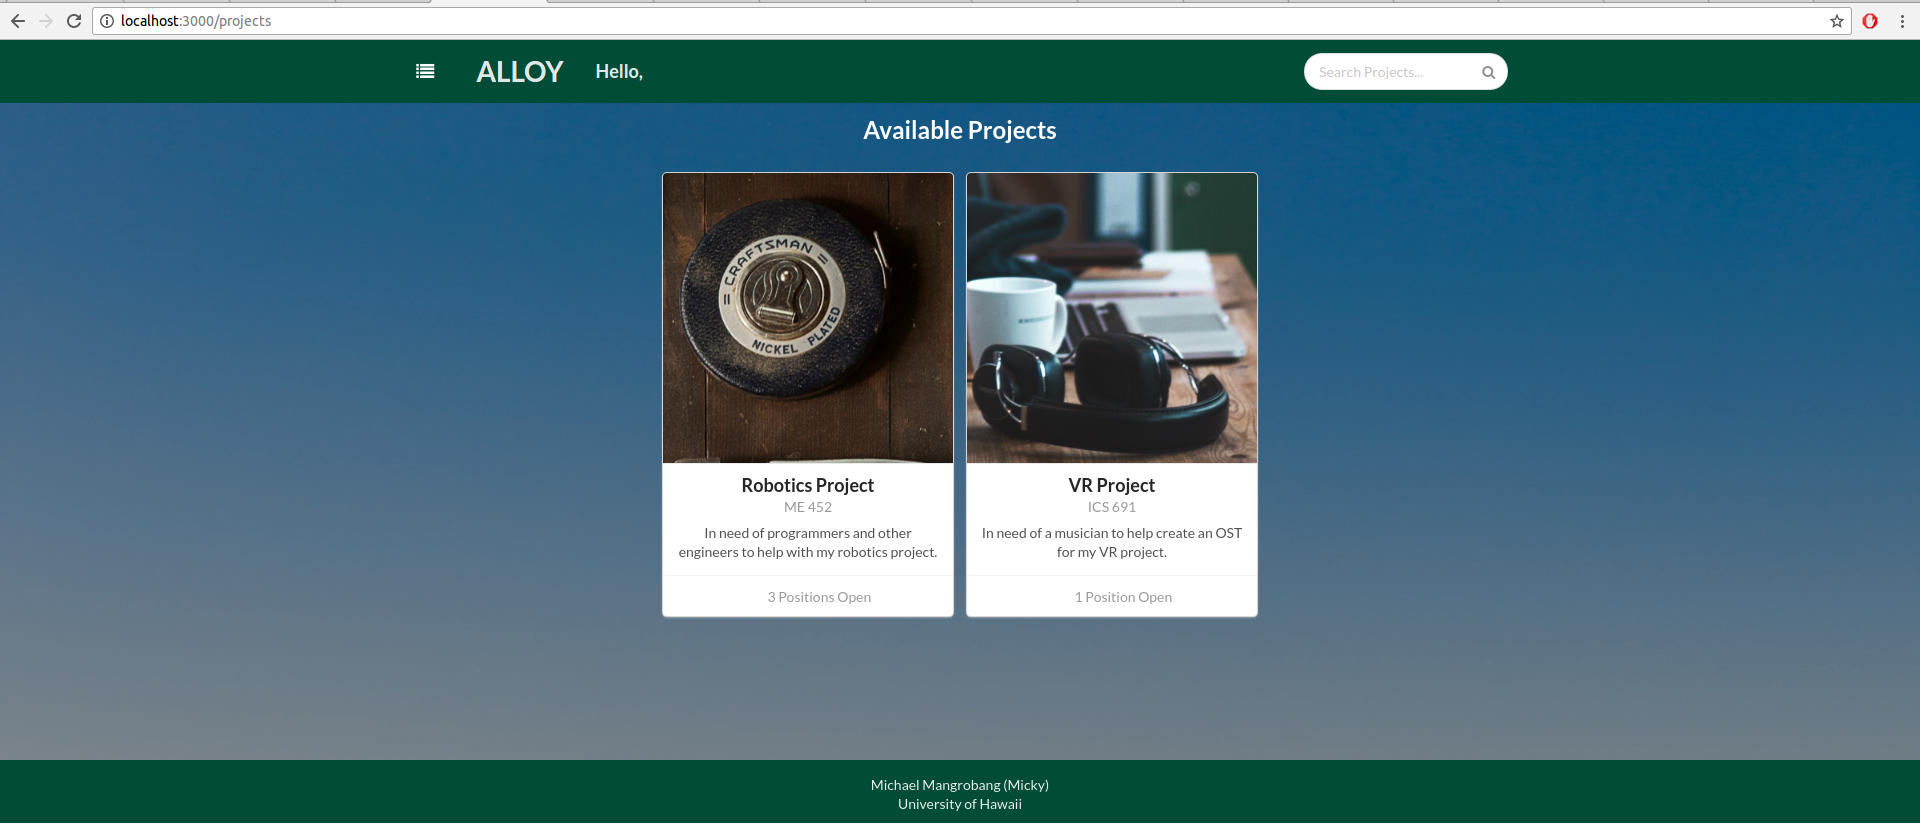 localhost:3000/projects
ALLOY Hello, Search Projects...
Available Projects
= CRAFTSMAN =
NICKEL PLATED
Robotics Project
ME 452
In need of programmers and other
engineers to help with my robotics project.
3 Positions Open
VR Project
ICS 691
In need of a musician to help create an OST
for my VR project.
1 Position Open
Michael Mangrobang (Micky)
University of Hawaii